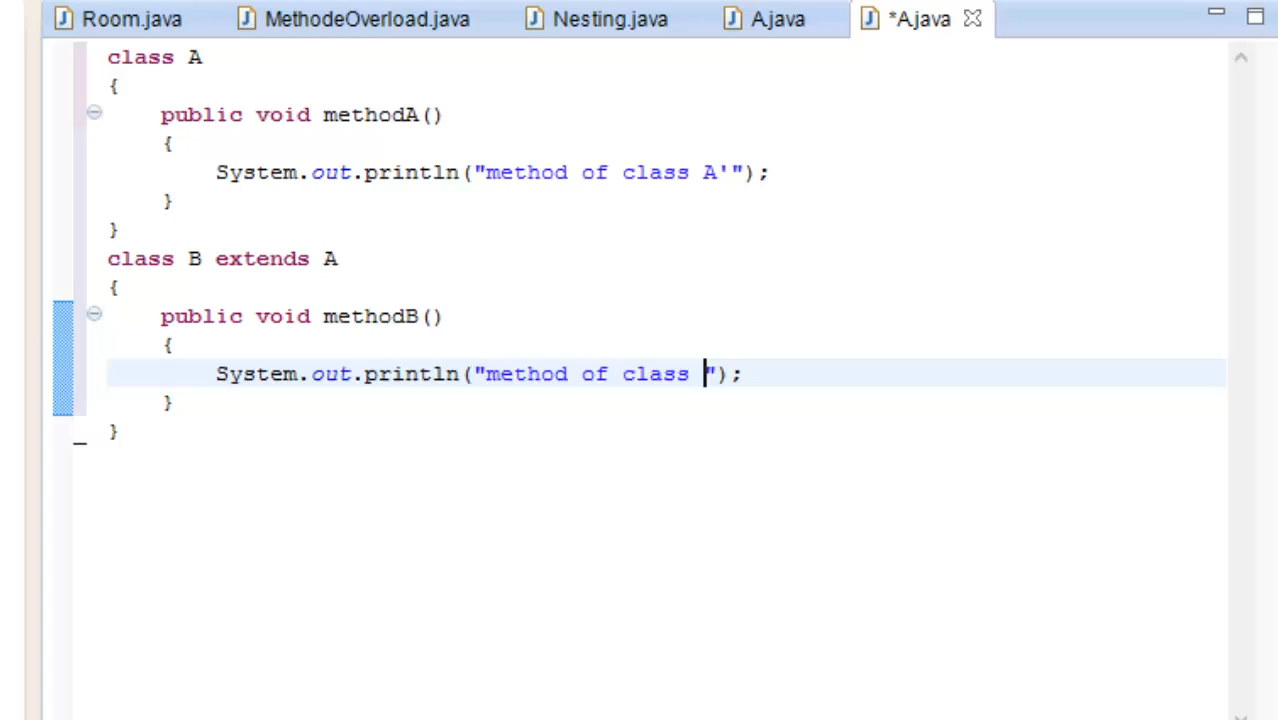 Room.java MethodeOverload.java Nesting.java A.java *A.java
class A
{
public void methodA()
{
System.out.println("method of class A'");
}
}
class B extends A
{
public void methodB()
{
System.out.println("method of class ");
}
}